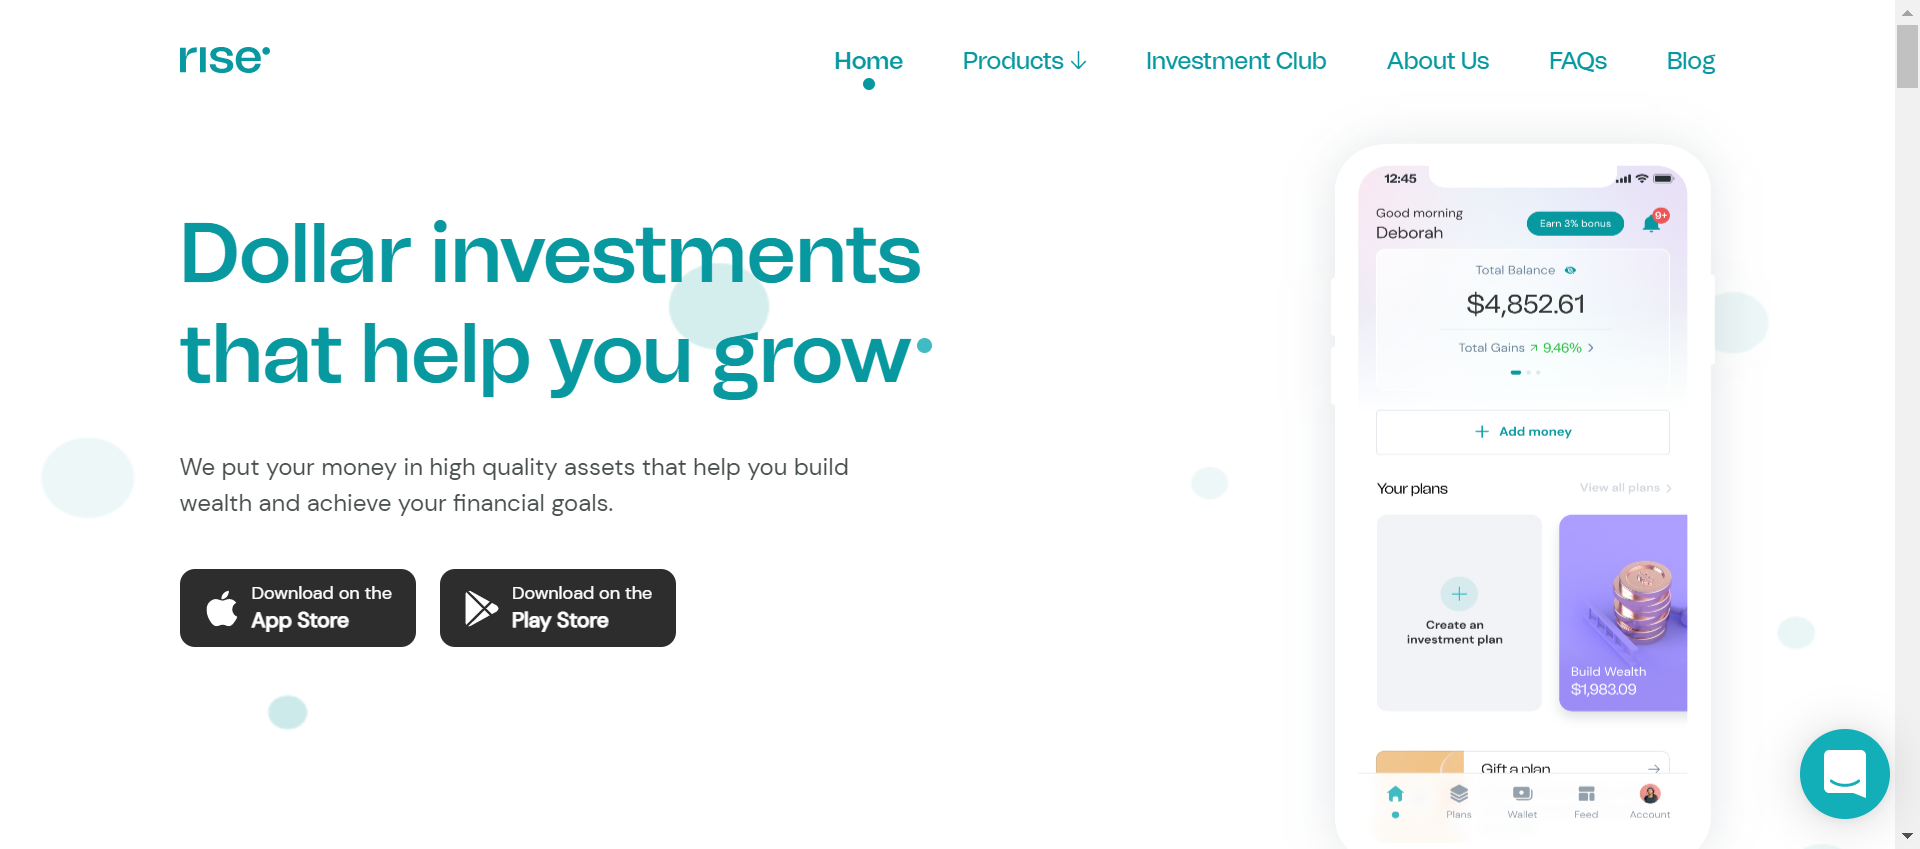 rise
Home
Products ↓
Investment Club
About Us
FAQs
Blog
Dollar investments
that help you grow
We put your money in high quality assets that help you build
wealth and achieve your financial goals.
Download on the
App Store
Download on the
Play Store
12:45
Good morning
Deborah
Earn 3% bonus
9+
Total Balance
$4,852.61
Total Gains ↗ 9.46% >
+ Add money
Your plans
View all plans >
Create an
investment plan
Build Wealth
$1,983.09
Gift a plan →
Plans
Wallet
Feed
Account